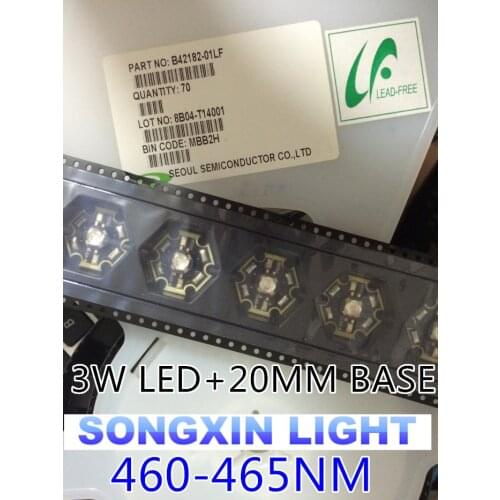 PART NO: B42182-01LF
QUANTITY: 70
LOT NO: 8B04-T14001
BIN CODE: MBB2H
SEOUL SEMICONDUCTOR CO.,LTD
LEAD-FREE
3W LED+20MM BASE
SONGXIN LIGHT
460-465NM